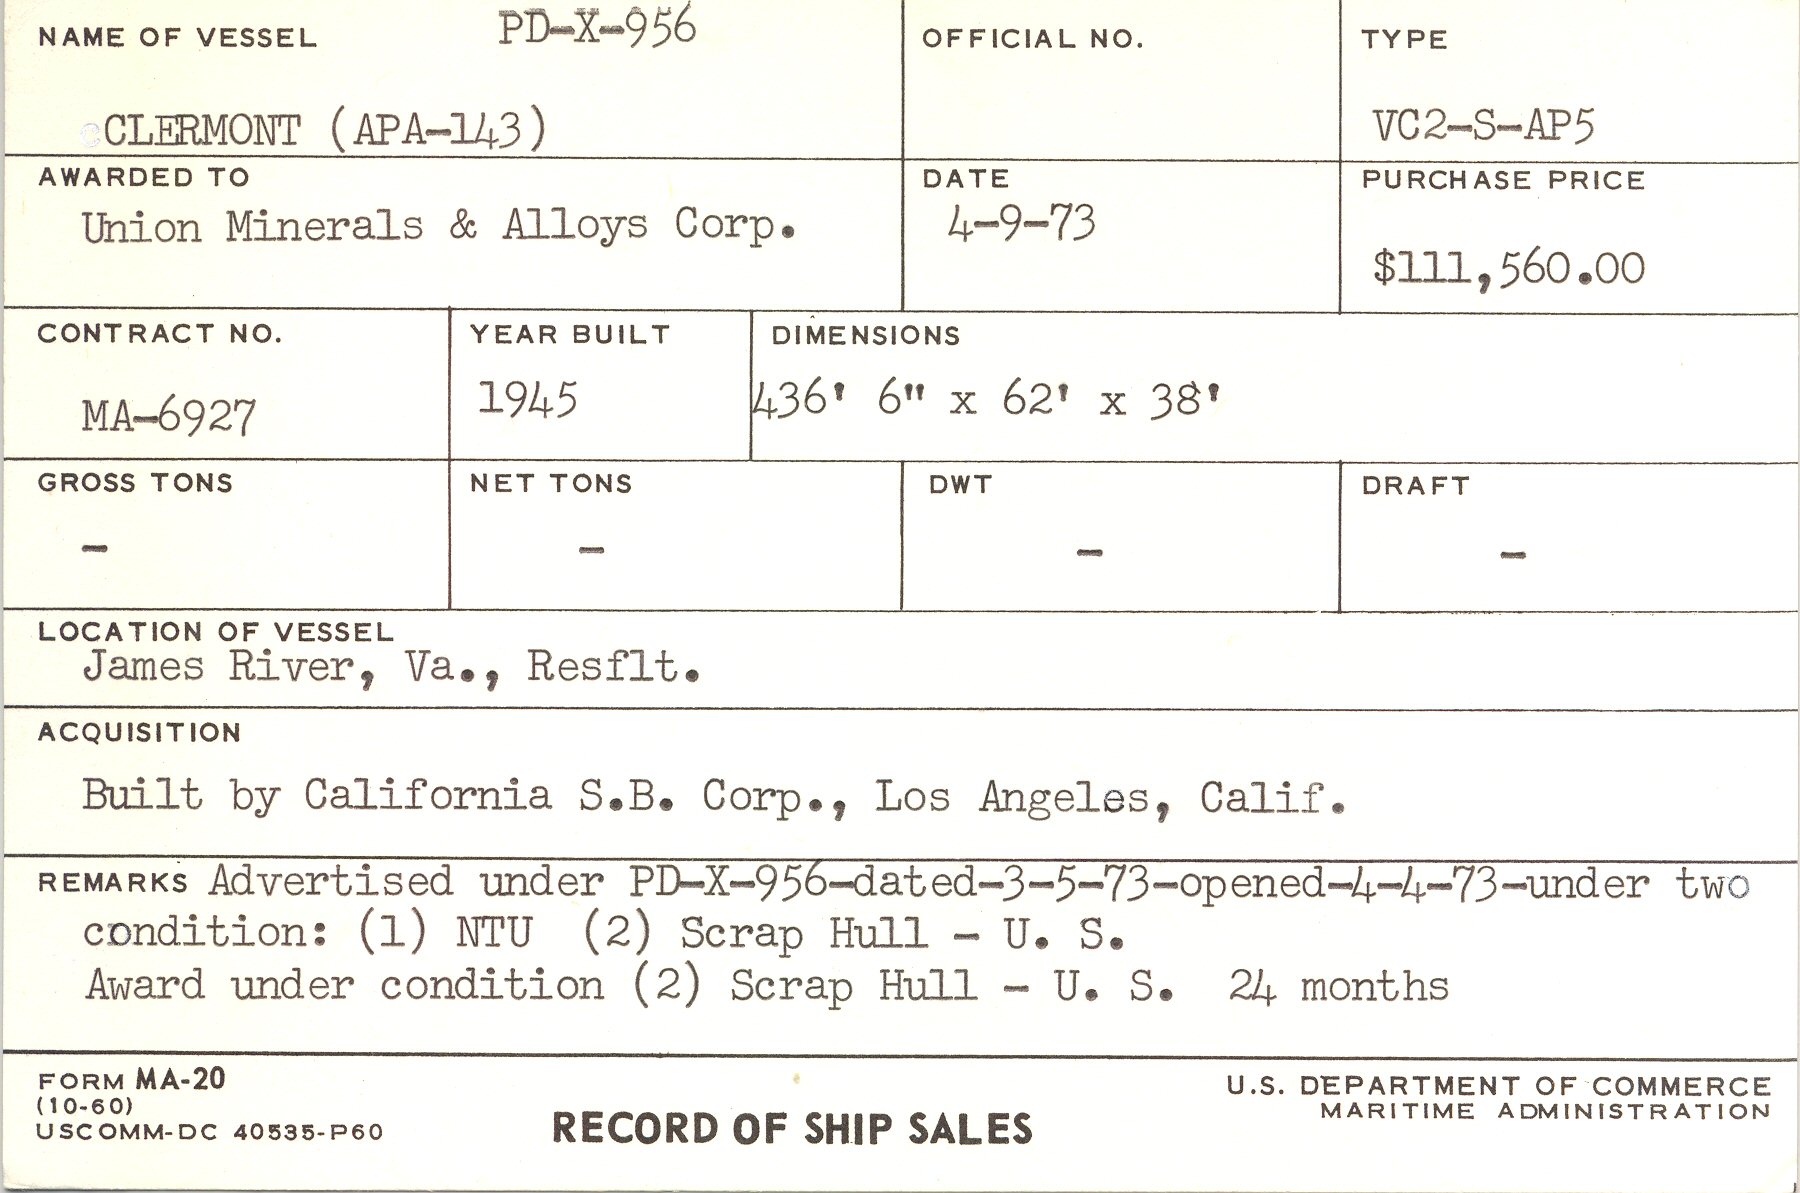 NAME OF VESSEL PD-X-956
CLERMONT (APA-143)
OFFICIAL NO.
TYPE
VC2-S-AP5
AWARDED TO
Union Minerals & Alloys Corp.
DATE
4-9-73
PURCHASE PRICE
$111,560.00
CONTRACT NO.
MA-6927
YEAR BUILT
1945
DIMENSIONS
436' 6" x 62' x 38'
GROSS TONS
-
NET TONS
-
DWT
-
DRAFT
-
LOCATION OF VESSEL
James River, Va., Resflt.
ACQUISITION
Built by California S.B. Corp., Los Angeles, Calif.
REMARKS Advertised under PD-X-956-dated-3-5-73-opened-4-4-73-under two
condition: (1) NTU (2) Scrap Hull - U. S.
Award under condition (2) Scrap Hull - U. S. 24 months
FORM MA-20
(10-60)
USCOMM-DC 40535-P60
RECORD OF SHIP SALES
U.S. DEPARTMENT OF COMMERCE
MARITIME ADMINISTRATION